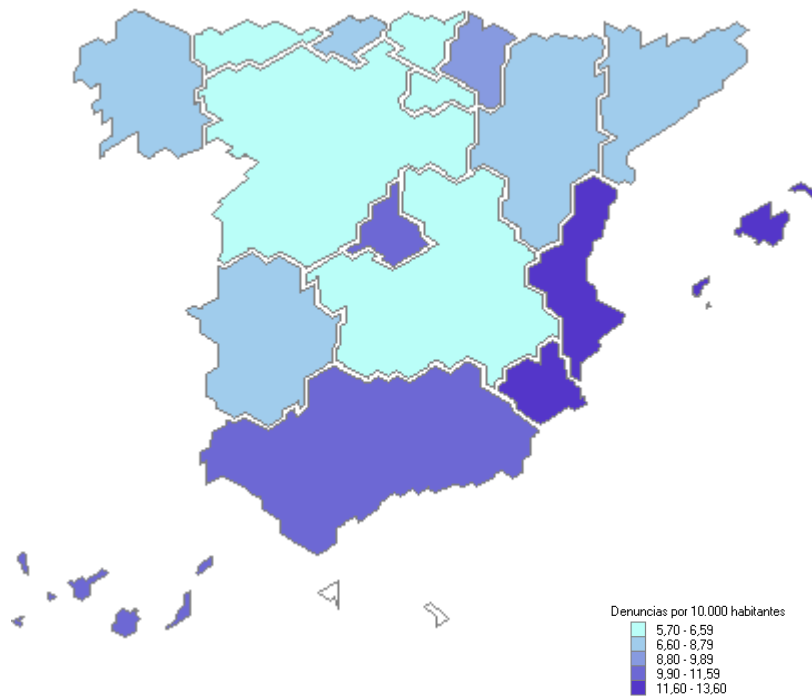 Denuncias por 10.000 habitantes
5,70 - 6,59
6,60 - 8,79
8,80 - 9,89
9,90 - 11,59
11,60 - 13,60